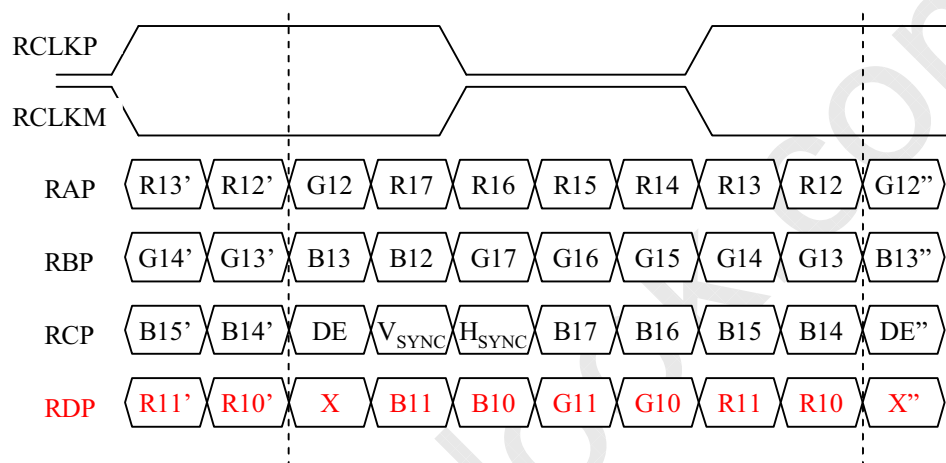 RCLKP
RCLKM
RAP R13’ R12’ G12 R17 R16 R15 R14 R13 R12 G12”
RBP G14’ G13’ B13 B12 G17 G16 G15 G14 G13 B13”
RCP B15’ B14’ DE VSYNC HSYNC B17 B16 B15 B14 DE”
RDP R11’ R10’ X B11 B10 G11 G10 R11 R10 X”